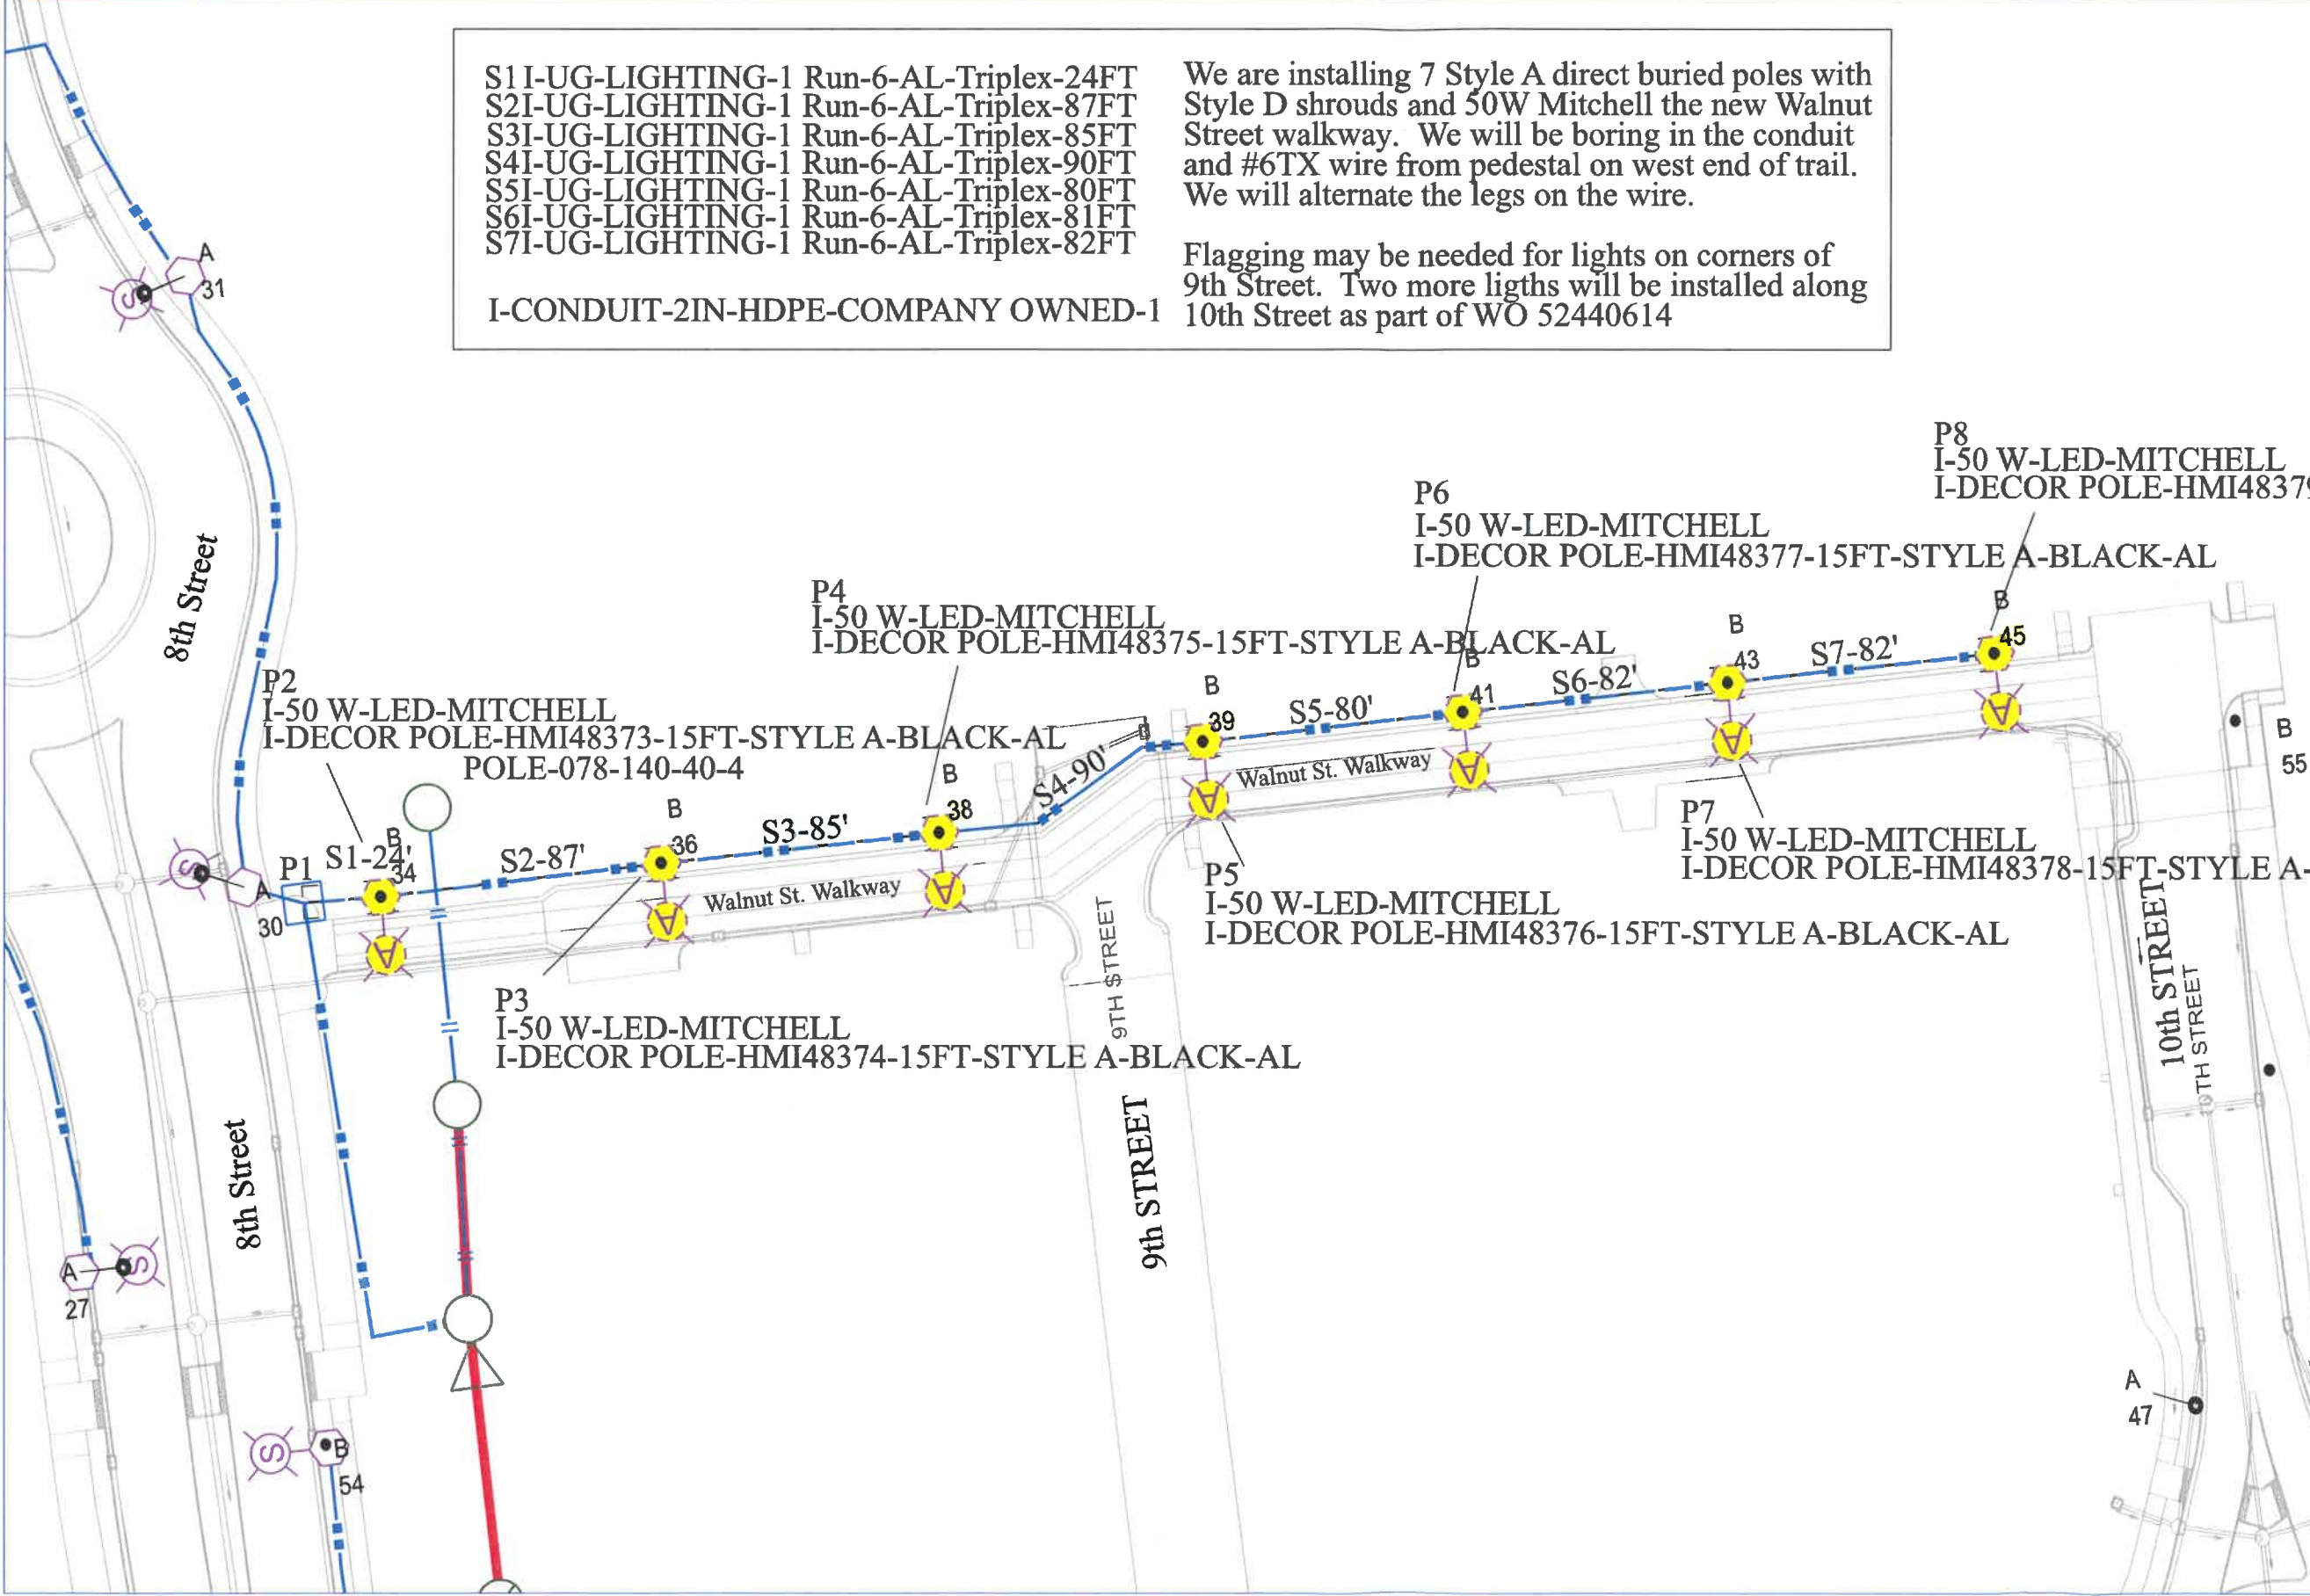 S1I-UG-LIGHTING-1 Run-6-AL-Triplex-24FT
S2I-UG-LIGHTING-1 Run-6-AL-Triplex-87FT
S3I-UG-LIGHTING-1 Run-6-AL-Triplex-85FT
S4I-UG-LIGHTING-1 Run-6-AL-Triplex-90FT
S5I-UG-LIGHTING-1 Run-6-AL-Triplex-80FT
S6I-UG-LIGHTING-1 Run-6-AL-Triplex-81FT
S7I-UG-LIGHTING-1 Run-6-AL-Triplex-82FT
I-CONDUIT-2IN-HDPE-COMPANY OWNED-1
We are installing 7 Style A direct buried poles with
Style D shrouds and 50W Mitchell the new Walnut
Street walkway. We will be boring in the conduit
and #6TX wire from pedestal on west end of trail.
We will alternate the legs on the wire.
Flagging may be needed for lights on corners of
9th Street. Two more ligths will be installed along
10th Street as part of WO 52440614
A
31
S
8th Street
P8
I-50 W-LED-MITCHELL
I-DECOR POLE-HMI48379
P6
I-50 W-LED-MITCHELL
I-DECOR POLE-HMI48377-15FT-STYLE A-BLACK-AL
P4
I-50 W-LED-MITCHELL
I-DECOR POLE-HMI48375-15FT-STYLE A-BLACK-AL
P2
I-50 W-LED-MITCHELL
I-DECOR POLE-HMI48373-15FT-STYLE A-BLACK-AL
POLE-078-140-40-4
S
A
30
P1
S1-24'
B
34
A
S2-87'
B
36
A
S3-85'
Walnut St. Walkway
B
38
A
S4-90'
B
39
A
S5-80'
Walnut St. Walkway
B
41
A
S6-82'
B
43
A
S7-82'
B
45
A
B
55
P7
I-50 W-LED-MITCHELL
I-DECOR POLE-HMI48378-15FT-STYLE A-
P5
I-50 W-LED-MITCHELL
I-DECOR POLE-HMI48376-15FT-STYLE A-BLACK-AL
P3
I-50 W-LED-MITCHELL
I-DECOR POLE-HMI48374-15FT-STYLE A-BLACK-AL
9TH STREET
9th STREET
10th STREET
10TH STREET
8th Street
A
27
S
S
B
54
A
47